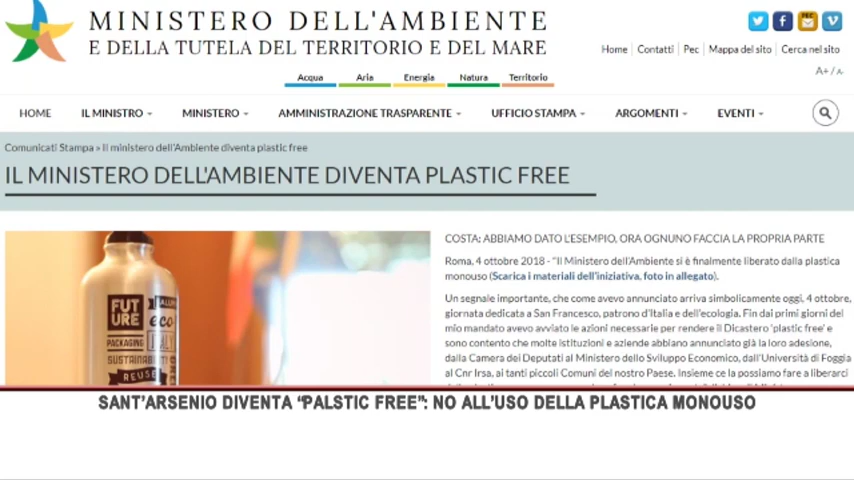 MINISTERO DELL'AMBIENTE
E DELLA TUTELA DEL TERRITORIO E DEL MARE
Home | Contatti | Pec | Mappa del sito | Cerca nel sito
A+ / A-
Acqua Aria Energia Natura Territorio
HOME IL MINISTRO MINISTERO AMMINISTRAZIONE TRASPARENTE UFFICIO STAMPA ARGOMENTI EVENTI
Comunicati Stampa » Il ministero dell'Ambiente diventa plastic free
IL MINISTERO DELL'AMBIENTE DIVENTA PLASTIC FREE
FUT
URE
PACKAGING
SUSTAINABIL
REUSE
eco
COSTA: ABBIAMO DATO L'ESEMPIO, ORA OGNUNO FACCIA LA PROPRIA PARTE
Roma, 4 ottobre 2018 - "Il Ministero dell'Ambiente si è finalmente liberato dalla plastica
monouso (Scarica i materiali dell'iniziativa, foto in allegato).
Un segnale importante, che come avevo annunciato arriva simbolicamente oggi, 4 ottobre,
giornata dedicata a San Francesco, patrono d'Italia e dell'ecologia. Fin dai primi giorni del
mio mandato avevo avviato le azioni necessarie per rendere il Dicastero 'plastic free' e
sono contento che molte istituzioni e aziende abbiano annunciato già la loro adesione,
dalla Camera dei Deputati al Ministero dello Sviluppo Economico, dall'Università di Foggia
al Cnr Irsa, ai tanti piccoli Comuni del nostro Paese. Insieme ce la possiamo fare a liberarci
SANT'ARSENIO DIVENTA "PALSTIC FREE": NO ALL'USO DELLA PLASTICA MONOUSO